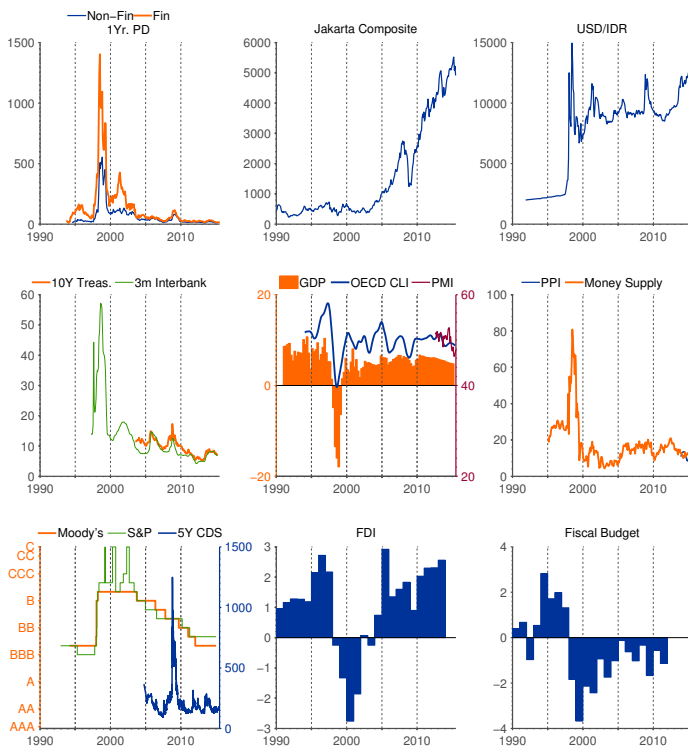 Non-Fin Fin
1Yr. PD
Jakarta Composite
USD/IDR
1500
1000
500
0
1990 2000 2010
6000
5000
4000
3000
2000
1000
0
1990 2000 2010
15000
10000
5000
0
1990 2000 2010
10Y Treas. 3m Interbank
GDP OECD CLI PMI
PPI Money Supply
60
50
40
30
20
10
0
1990 2000 2010
20
0
−20
60
40
20
1990 2000 2010
100
80
60
40
20
0
1990 2000 2010
Moody's S&P 5Y CDS
FDI
Fiscal Budget
C
CC
CCC
B
BB
BBB
A
AA
AAA
1500
1000
500
0
1990 2000 2010
3
2
1
0
−1
−2
−3
1990 2000 2010
4
2
0
−2
−4
1990 2000 2010